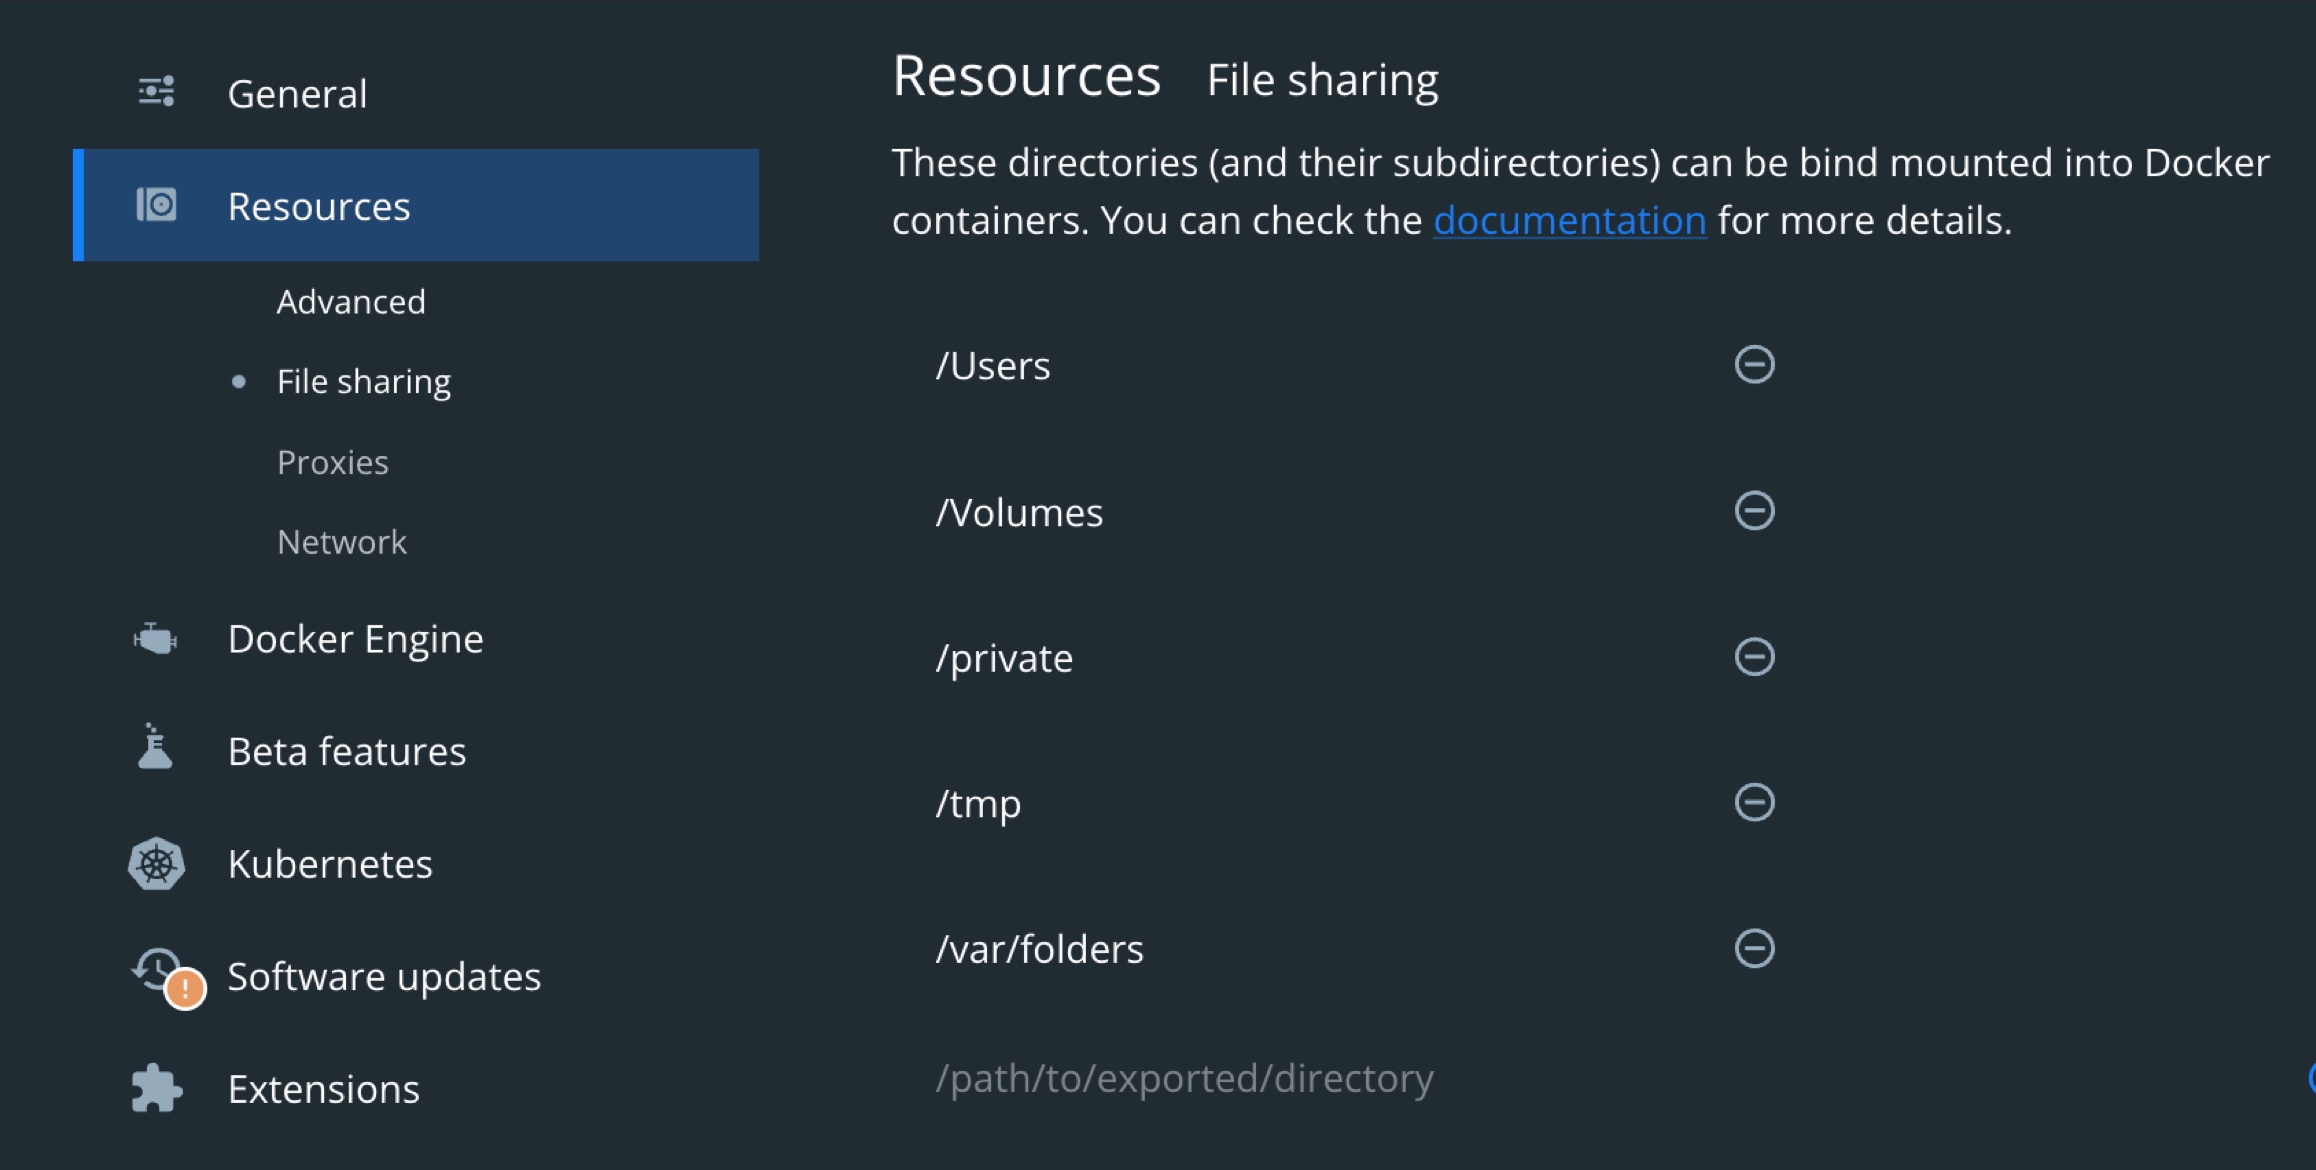 General
Resources
Advanced
File sharing
Proxies
Network
Docker Engine
Beta features
Kubernetes
Software updates
Extensions
Resources File sharing
These directories (and their subdirectories) can be bind mounted into Docker
containers. You can check the documentation for more details.
/Users
/Volumes
/private
/tmp
/var/folders
/path/to/exported/directory